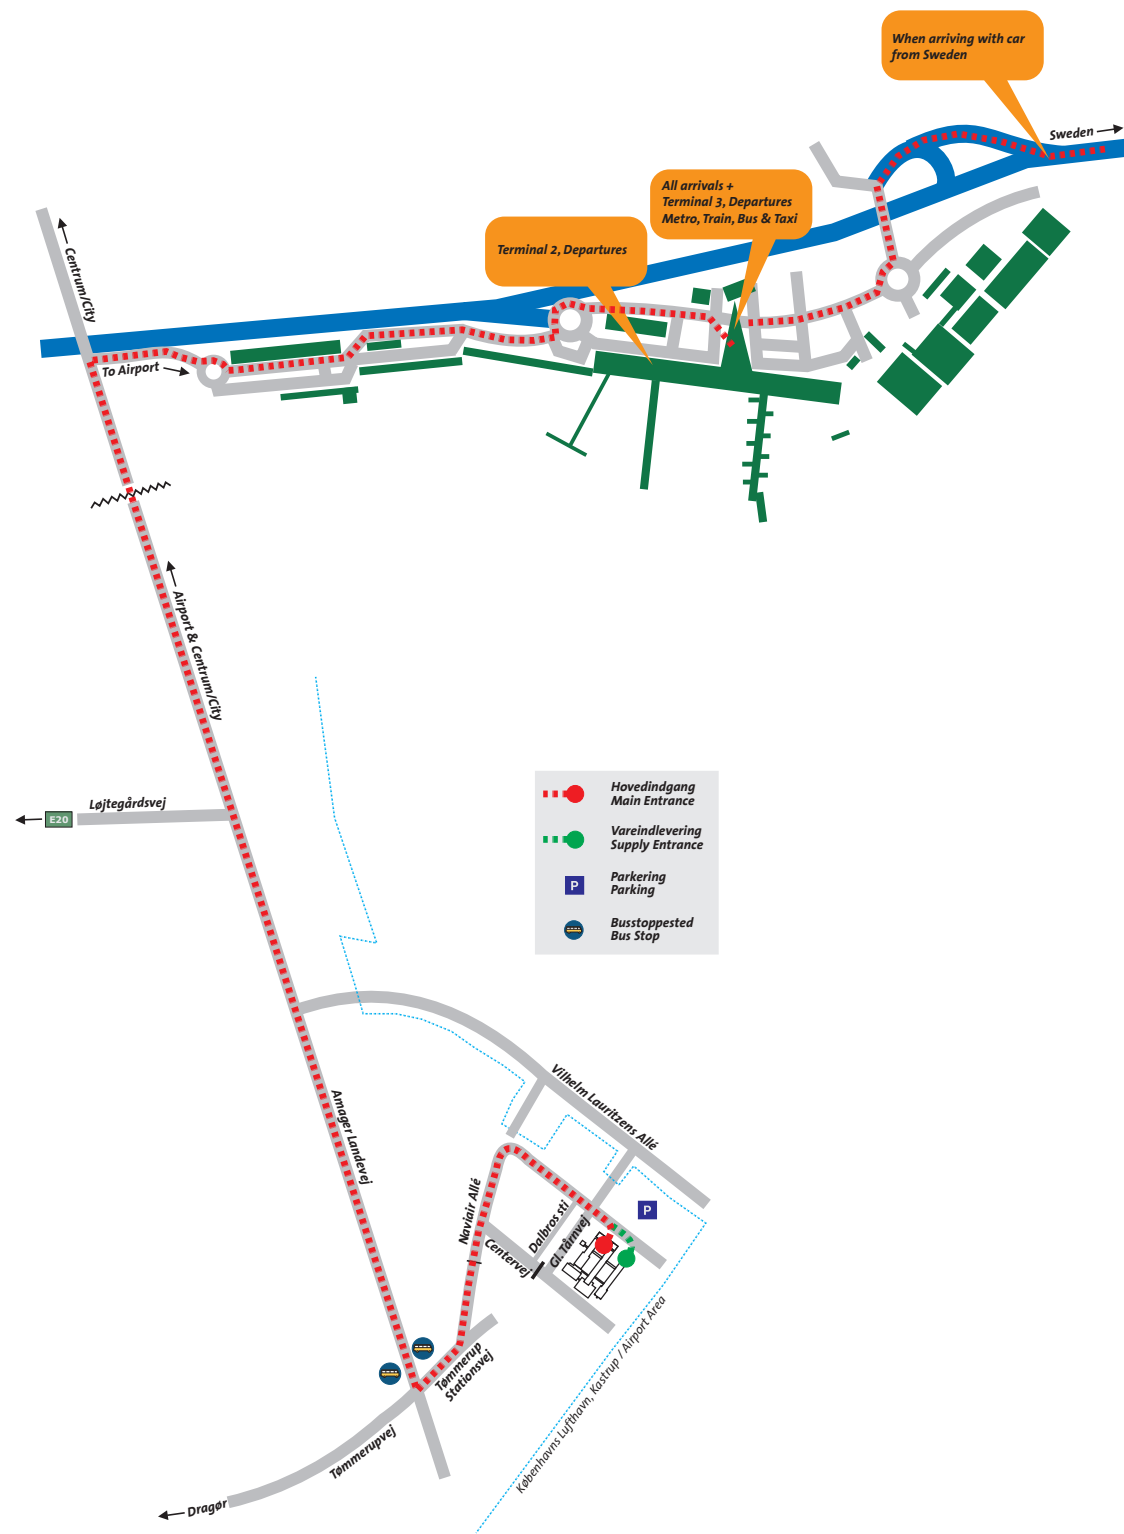 When arriving with car
from Sweden
Sweden
All arrivals +
Terminal 3, Departures
Metro, Train, Bus & Taxi
Terminal 2, Departures
Centrum/City
To Airport
Airport & Centrum/City
Løjtegårdsvej
E20
Hovedindgang
Main Entrance
Vareindlevering
Supply Entrance
P
Parkering
Parking
Busstoppested
Bus Stop
Vilhelm Lauritzens Allé
Amager Landevej
Naviair Allé
Dalbros sti
Gl. Tårnvej
P
Centervej
Tømmerup
Stationsvej
Københavns Lufthavn, Kastrup / Airport Area
Tømmerupvej
Dragør